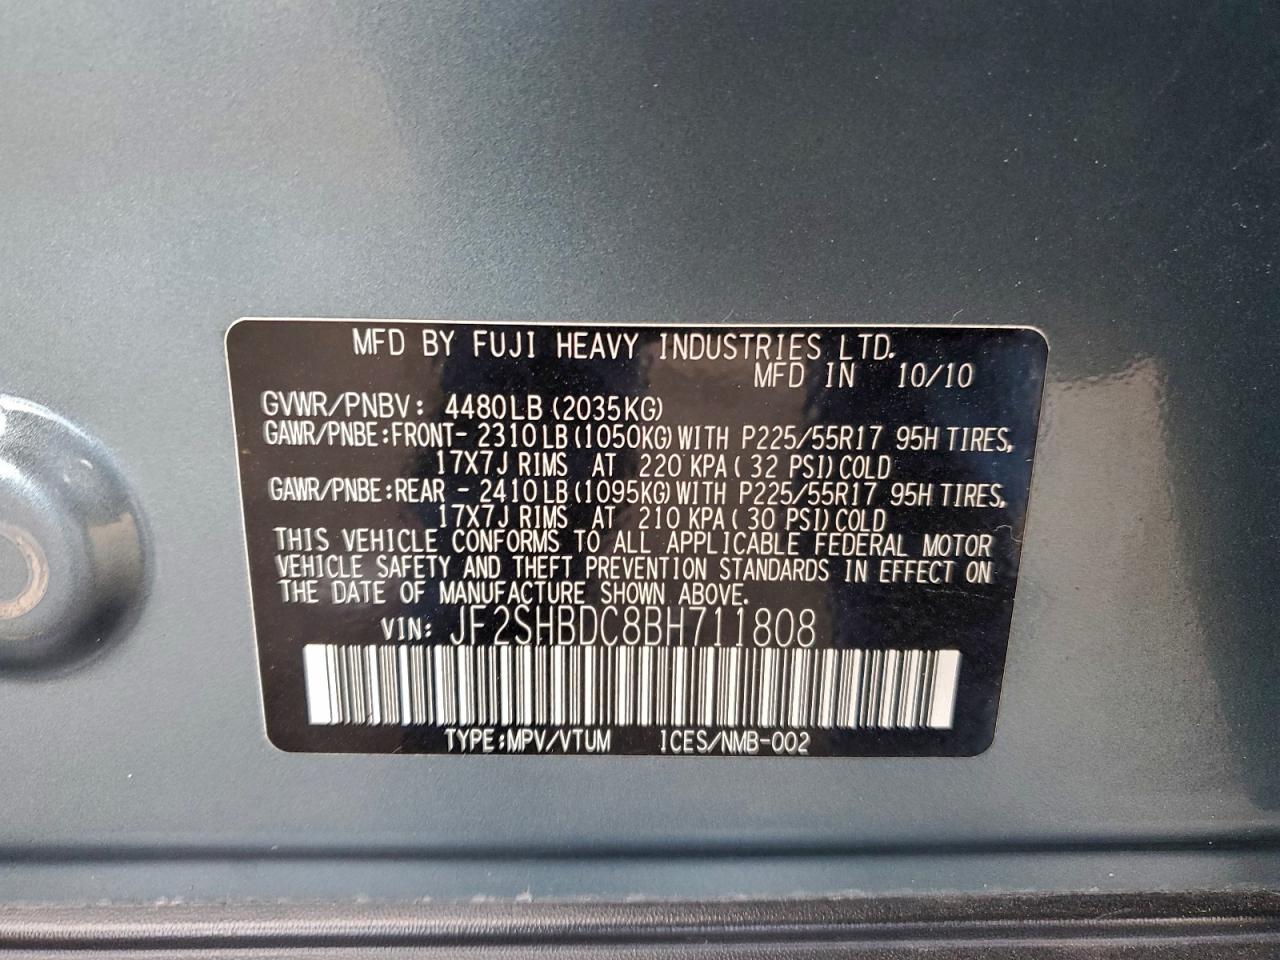 MFD BY FUJI HEAVY INDUSTRIES LTD.
MFD IN 10/10
GVWR/PNBV: 4480LB(2035KG)
GAWR/PNBE:FRONT- 2310LB(1050KG)WITH P225/55R17 95H TIRES,
17X7J RIMS AT 220 KPA( 32 PSI)COLD
GAWR/PNBE:REAR - 2410LB(1095KG)WITH P225/55R17 95H TIRES,
17X7J RIMS AT 210 KPA( 30 PSI)COLD
THIS VEHICLE CONFORMS TO ALL APPLICABLE FEDERAL MOTOR
VEHICLE SAFETY AND THEFT PREVENTION STANDARDS IN EFFECT ON
THE DATE OF MANUFACTURE SHOWN ABOVE.
VIN: JF2SHBDC8BH711808
TYPE:MPV/VTUM ICES/NMB-002